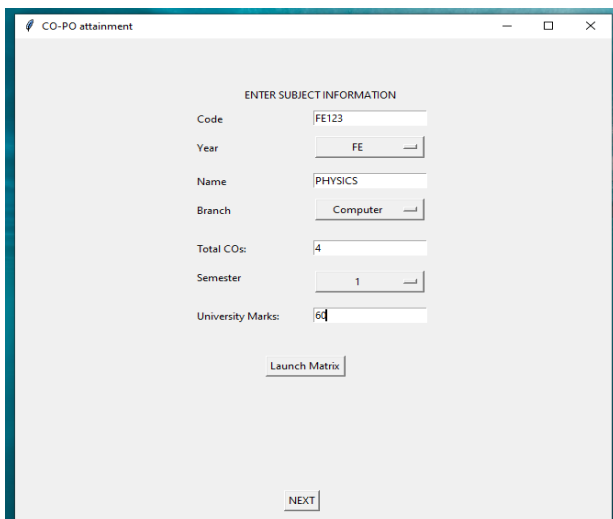 CO-PO attainment
ENTER SUBJECT INFORMATION
Code FE123
Year FE
Name PHYSICS
Branch Computer
Total COs: 4
Semester 1
University Marks: 60
Launch Matrix
NEXT